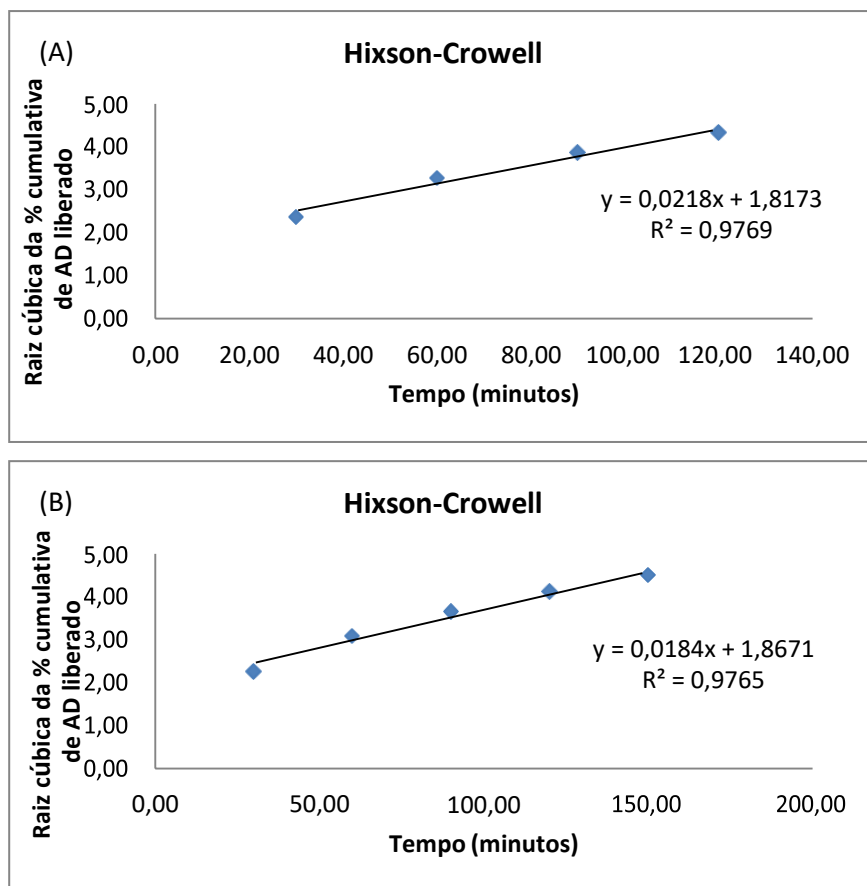 (A)
Hixson-Crowell
Raiz cúbica da % cumulativa
de AD liberado
5,00
4,00
3,00
2,00
1,00
0,00
y = 0,0218x + 1,8173
R² = 0,9769
0,00 20,00 40,00 60,00 80,00 100,00 120,00 140,00
Tempo (minutos)
(B)
Hixson-Crowell
Raiz cúbica da % cumulativa
de AD liberado
5,00
4,00
3,00
2,00
1,00
0,00
y = 0,0184x + 1,8671
R² = 0,9765
0,00 50,00 100,00 150,00 200,00
Tempo (minutos)